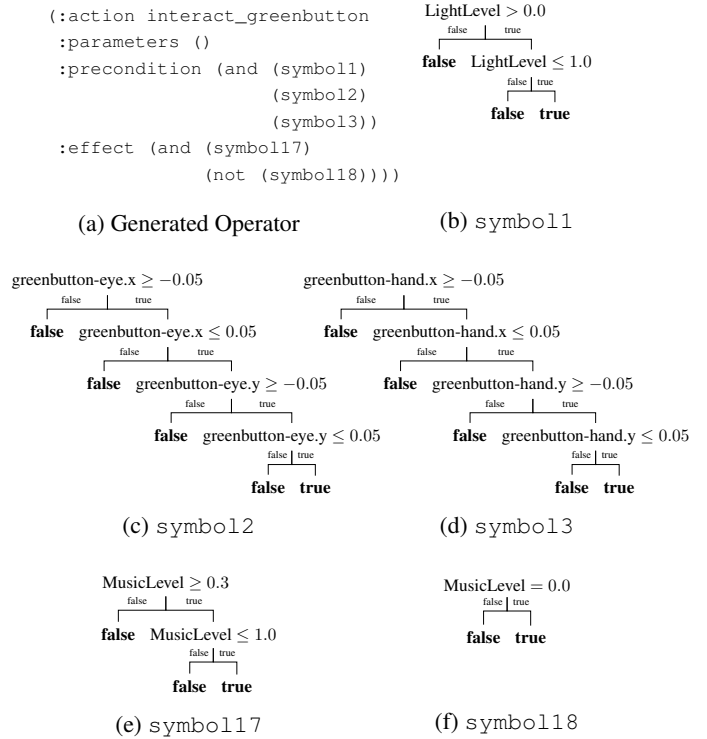 (:action interact_greenbutton
:parameters ()
:precondition (and (symbol1)
(symbol2)
(symbol3))
:effect (and (symbol17)
(not (symbol18))))
(a) Generated Operator
LightLevel > 0.0
false true
false LightLevel ≤ 1.0
false true
false true
(b) symbol1
greenbutton-eye.x ≥ −0.05
false true
false greenbutton-eye.x ≤ 0.05
false true
false greenbutton-eye.y ≥ −0.05
false true
false greenbutton-eye.y ≤ 0.05
false true
false true
(c) symbol2
greenbutton-hand.x ≥ −0.05
false true
false greenbutton-hand.x ≤ 0.05
false true
false greenbutton-hand.y ≥ −0.05
false true
false greenbutton-hand.y ≤ 0.05
false true
false true
(d) symbol3
MusicLevel ≥ 0.3
false true
false MusicLevel ≤ 1.0
false true
false true
(e) symbol17
MusicLevel = 0.0
false true
false true
(f) symbol18